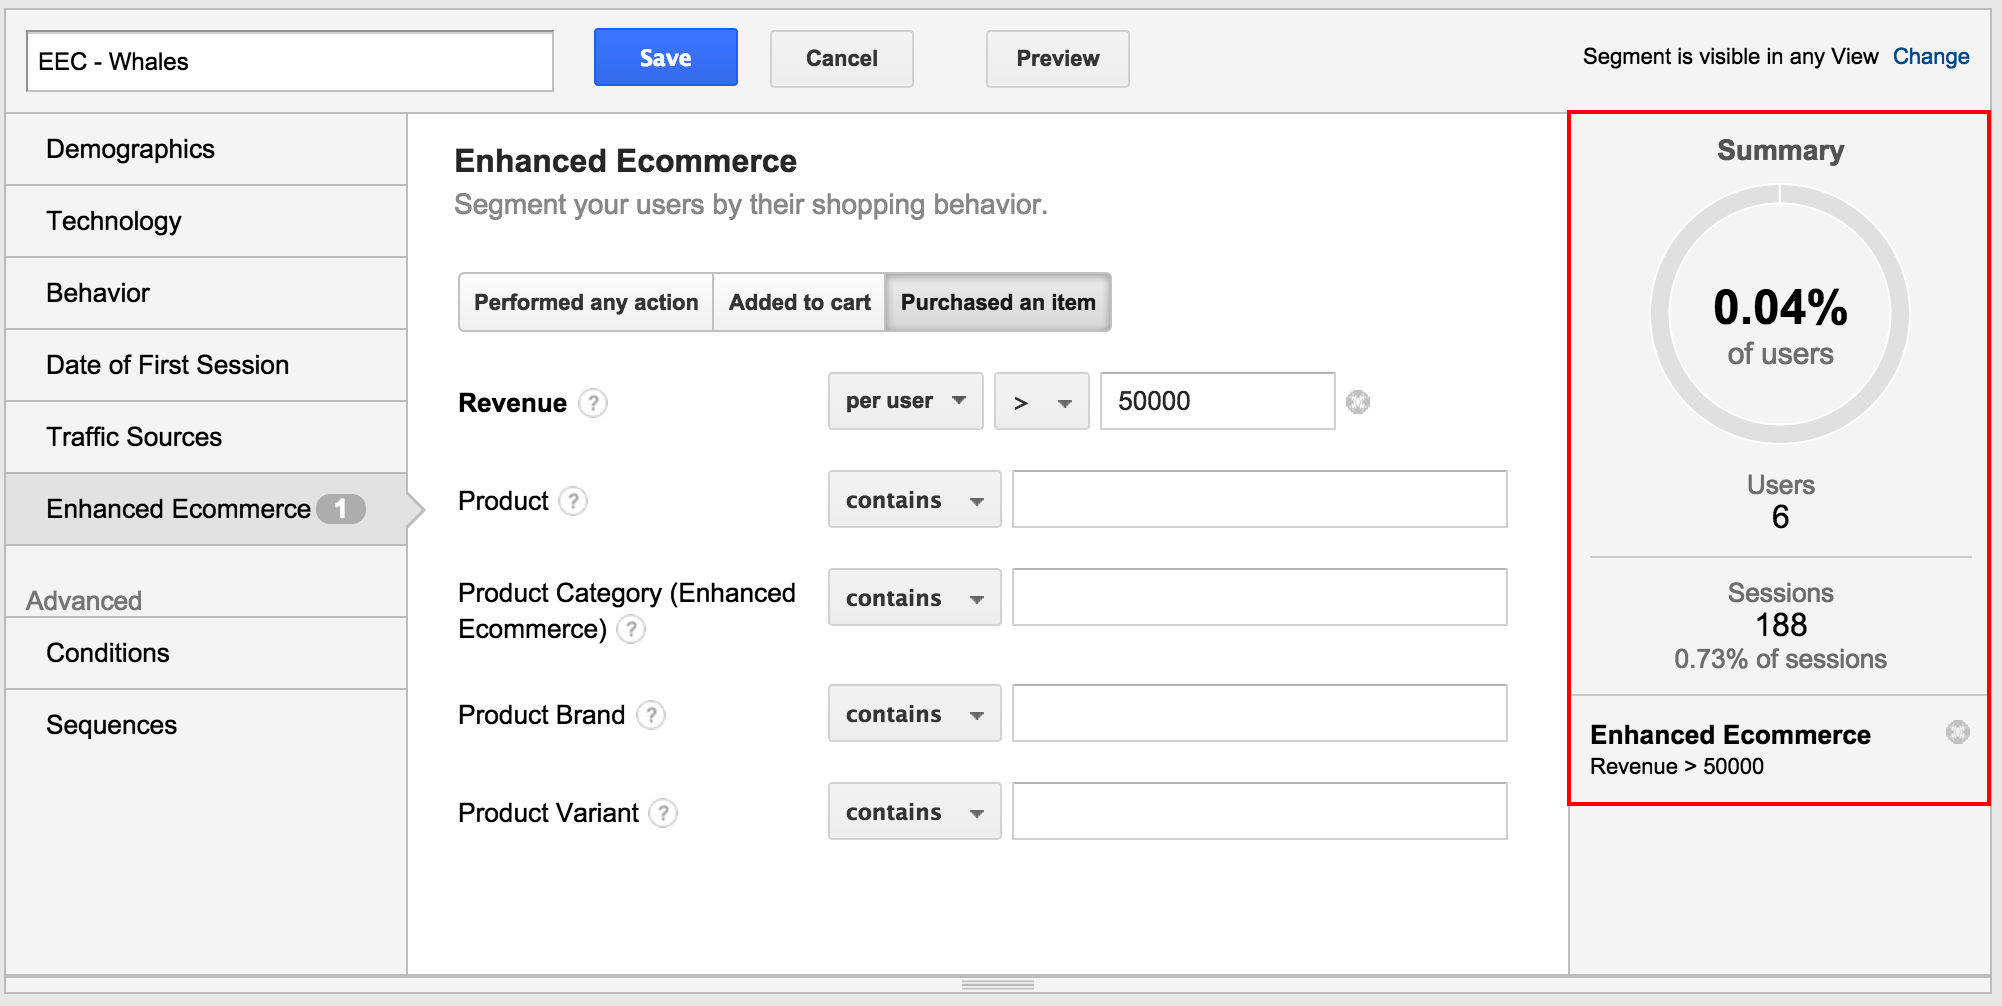 EEC - Whales
Save
Cancel
Preview
Segment is visible in any View Change
Demographics
Technology
Behavior
Date of First Session
Traffic Sources
Enhanced Ecommerce 1
Advanced
Conditions
Sequences
Enhanced Ecommerce
Segment your users by their shopping behavior.
Performed any action
Added to cart
Purchased an item
Revenue ? per user > 50000
Product ? contains
Product Category (Enhanced
Ecommerce) ? contains
Product Brand ? contains
Product Variant ? contains
Summary
0.04%
of users
Users
6
Sessions
188
0.73% of sessions
Enhanced Ecommerce
Revenue > 50000